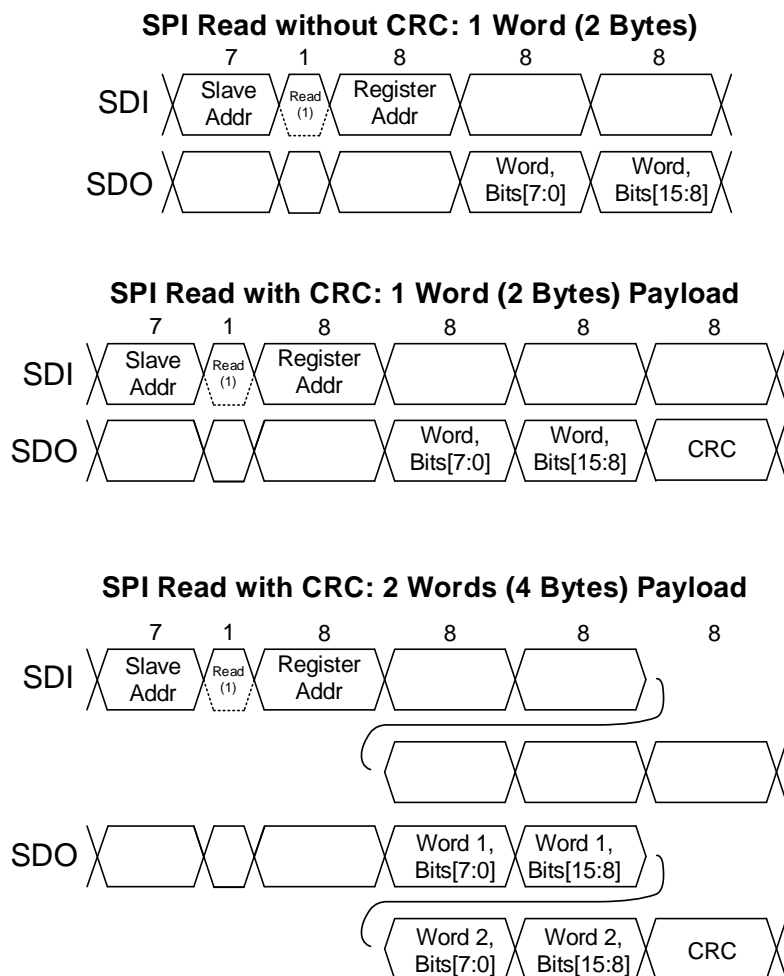 SPI Read without CRC: 1 Word (2 Bytes)
7 1 8 8 8
SDI Slave Addr Read (1) Register Addr
SDO Word, Bits[7:0] Word, Bits[15:8]
SPI Read with CRC: 1 Word (2 Bytes) Payload
7 1 8 8 8 8
SDI Slave Addr Read (1) Register Addr
SDO Word, Bits[7:0] Word, Bits[15:8] CRC
SPI Read with CRC: 2 Words (4 Bytes) Payload
7 1 8 8 8 8
SDI Slave Addr Read (1) Register Addr
SDO Word 1, Bits[7:0] Word 1, Bits[15:8]
Word 2, Bits[7:0] Word 2, Bits[15:8] CRC